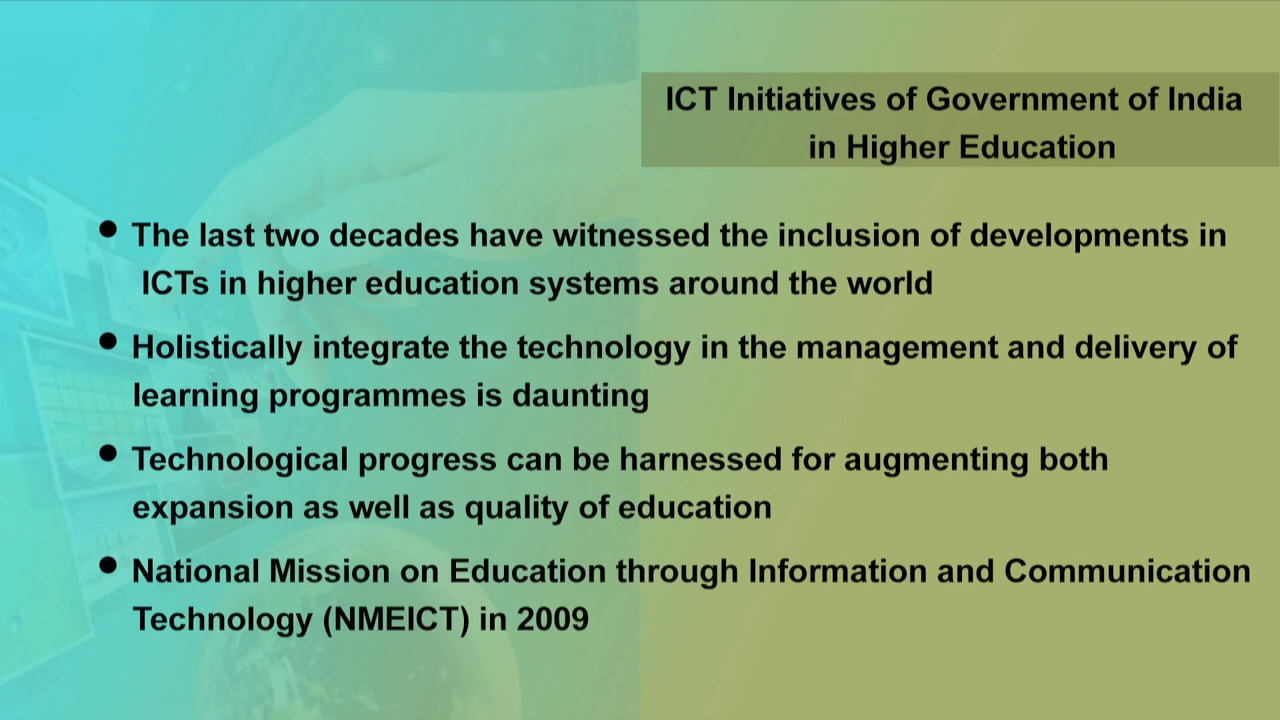 ICT Initiatives of Government of India
in Higher Education
• The last two decades have witnessed the inclusion of developments in
ICTs in higher education systems around the world
• Holistically integrate the technology in the management and delivery of
learning programmes is daunting
• Technological progress can be harnessed for augmenting both
expansion as well as quality of education
• National Mission on Education through Information and Communication
Technology (NMEICT) in 2009